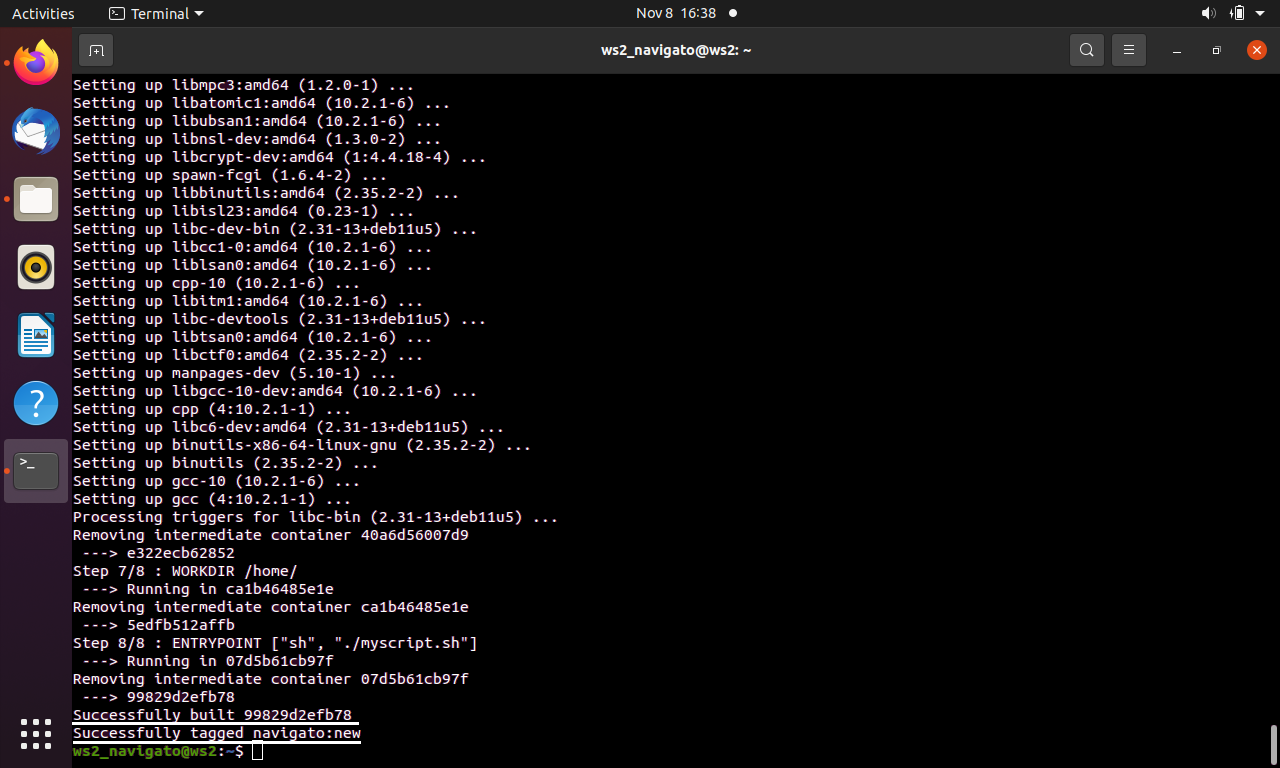 Activities Terminal Nov 8 16:38
ws2_navigato@ws2: ~
Setting up libmpc3:amd64 (1.2.0-1) ...
Setting up libatomic1:amd64 (10.2.1-6) ...
Setting up libubsan1:amd64 (10.2.1-6) ...
Setting up libnsl-dev:amd64 (1.3.0-2) ...
Setting up libcrypt-dev:amd64 (1:4.4.18-4) ...
Setting up spawn-fcgi (1.6.4-2) ...
Setting up libbinutils:amd64 (2.35.2-2) ...
Setting up libisl23:amd64 (0.23-1) ...
Setting up libc-dev-bin (2.31-13+deb11u5) ...
Setting up libcc1-0:amd64 (10.2.1-6) ...
Setting up liblsan0:amd64 (10.2.1-6) ...
Setting up cpp-10 (10.2.1-6) ...
Setting up libitm1:amd64 (10.2.1-6) ...
Setting up libc-devtools (2.31-13+deb11u5) ...
Setting up libtsan0:amd64 (10.2.1-6) ...
Setting up libctf0:amd64 (2.35.2-2) ...
Setting up manpages-dev (5.10-1) ...
Setting up libgcc-10-dev:amd64 (10.2.1-6) ...
Setting up cpp (4:10.2.1-1) ...
Setting up libc6-dev:amd64 (2.31-13+deb11u5) ...
Setting up binutils-x86-64-linux-gnu (2.35.2-2) ...
Setting up binutils (2.35.2-2) ...
Setting up gcc-10 (10.2.1-6) ...
Setting up gcc (4:10.2.1-1) ...
Processing triggers for libc-bin (2.31-13+deb11u5) ...
Removing intermediate container 40a6d56007d9
 ---> e322ecb62852
Step 7/8 : WORKDIR /home/
 ---> Running in ca1b46485e1e
Removing intermediate container ca1b46485e1e
 ---> 5edfb512affb
Step 8/8 : ENTRYPOINT ["sh", "./myscript.sh"]
 ---> Running in 07d5b61cb97f
Removing intermediate container 07d5b61cb97f
 ---> 99829d2efb78
Successfully built 99829d2efb78
Successfully tagged navigato:new
ws2_navigato@ws2:~$